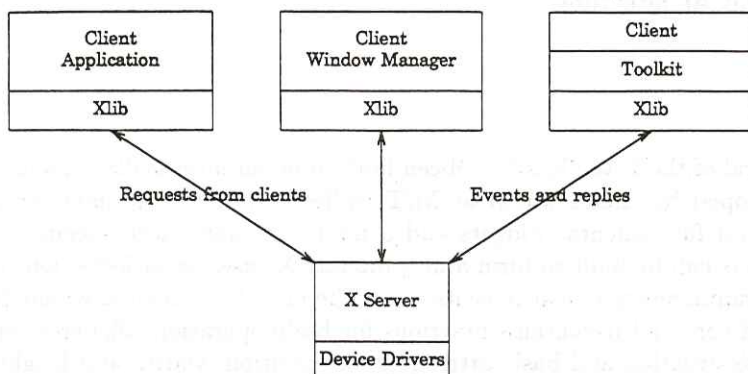 Client
Application
Xlib
Client
Window Manager
Xlib
Client
Toolkit
Xlib
Requests from clients
Events and replies
X Server
Device Drivers